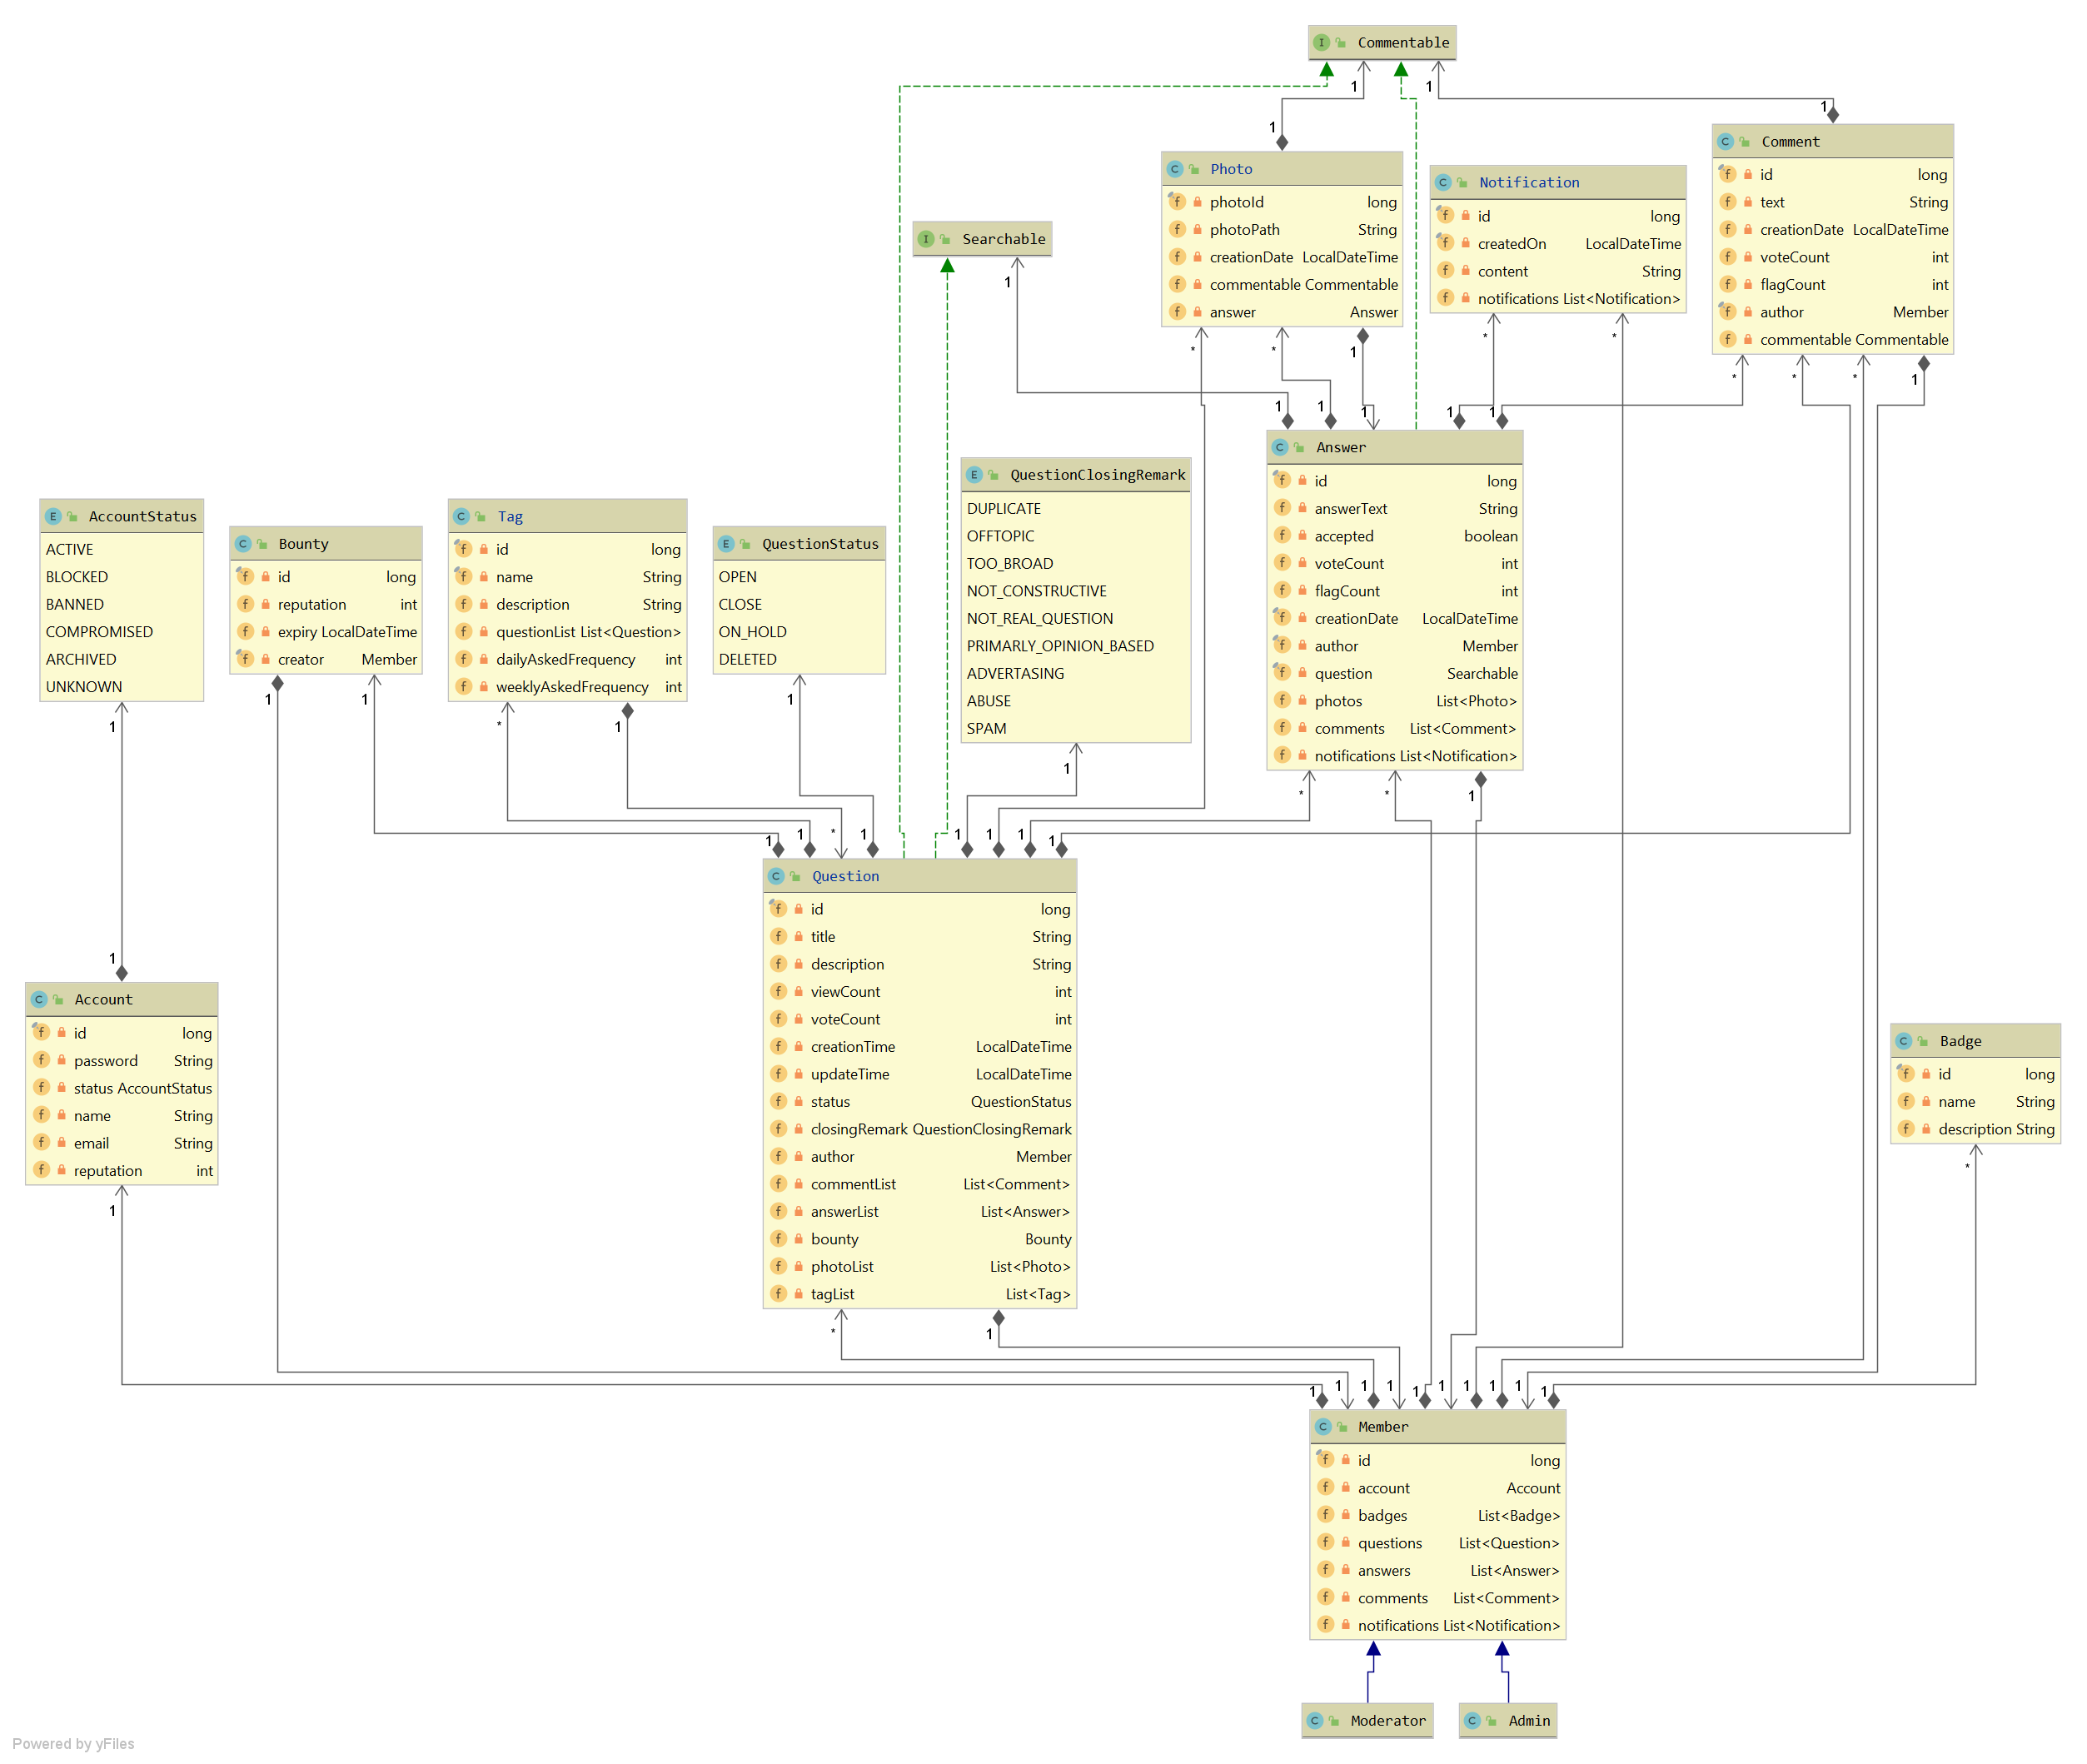 Commentable
1
1
1
1
Photo
photoId long
photoPath String
creationDate LocalDateTime
commentable Commentable
answer Answer
Notification
id long
createdOn LocalDateTime
content String
notifications List<Notification>
Comment
id long
text String
creationDate LocalDateTime
voteCount int
flagCount int
author Member
commentable Commentable
Searchable
1
* * 1 * * * * * 1
1 1 1 1 1
Answer
id long
answerText String
accepted boolean
voteCount int
flagCount int
creationDate LocalDateTime
author Member
question Searchable
photos List<Photo>
comments List<Comment>
notifications List<Notification>
QuestionClosingRemark
DUPLICATE
OFFTOPIC
TOO_BROAD
NOT_CONSTRUCTIVE
NOT_REAL_QUESTION
PRIMARLY_OPINION_BASED
ADVERTASING
ABUSE
SPAM
AccountStatus
ACTIVE
BLOCKED
BANNED
COMPROMISED
ARCHIVED
UNKNOWN
Bounty
id long
reputation int
expiry LocalDateTime
creator Member
Tag
id long
name String
description String
questionList List<Question>
dailyAskedFrequency int
weeklyAskedFrequency int
QuestionStatus
OPEN
CLOSE
ON_HOLD
DELETED
1 1 1 * 1 1 1 * * 1
1 1 * 1 1 1 1 1
Question
id long
title String
description String
viewCount int
voteCount int
creationTime LocalDateTime
updateTime LocalDateTime
status QuestionStatus
closingRemark QuestionClosingRemark
author Member
commentList List<Comment>
answerList List<Answer>
bounty Bounty
photoList List<Photo>
tagList List<Tag>
1
Account
id long
password String
status AccountStatus
name String
email String
reputation int
1
Badge
id long
name String
description String
*
* 1
1 1 1 1 1 1 1 1 1 1
Member
id long
account Account
badges List<Badge>
questions List<Question>
answers List<Answer>
comments List<Comment>
notifications List<Notification>
Moderator
Admin
Powered by yFiles